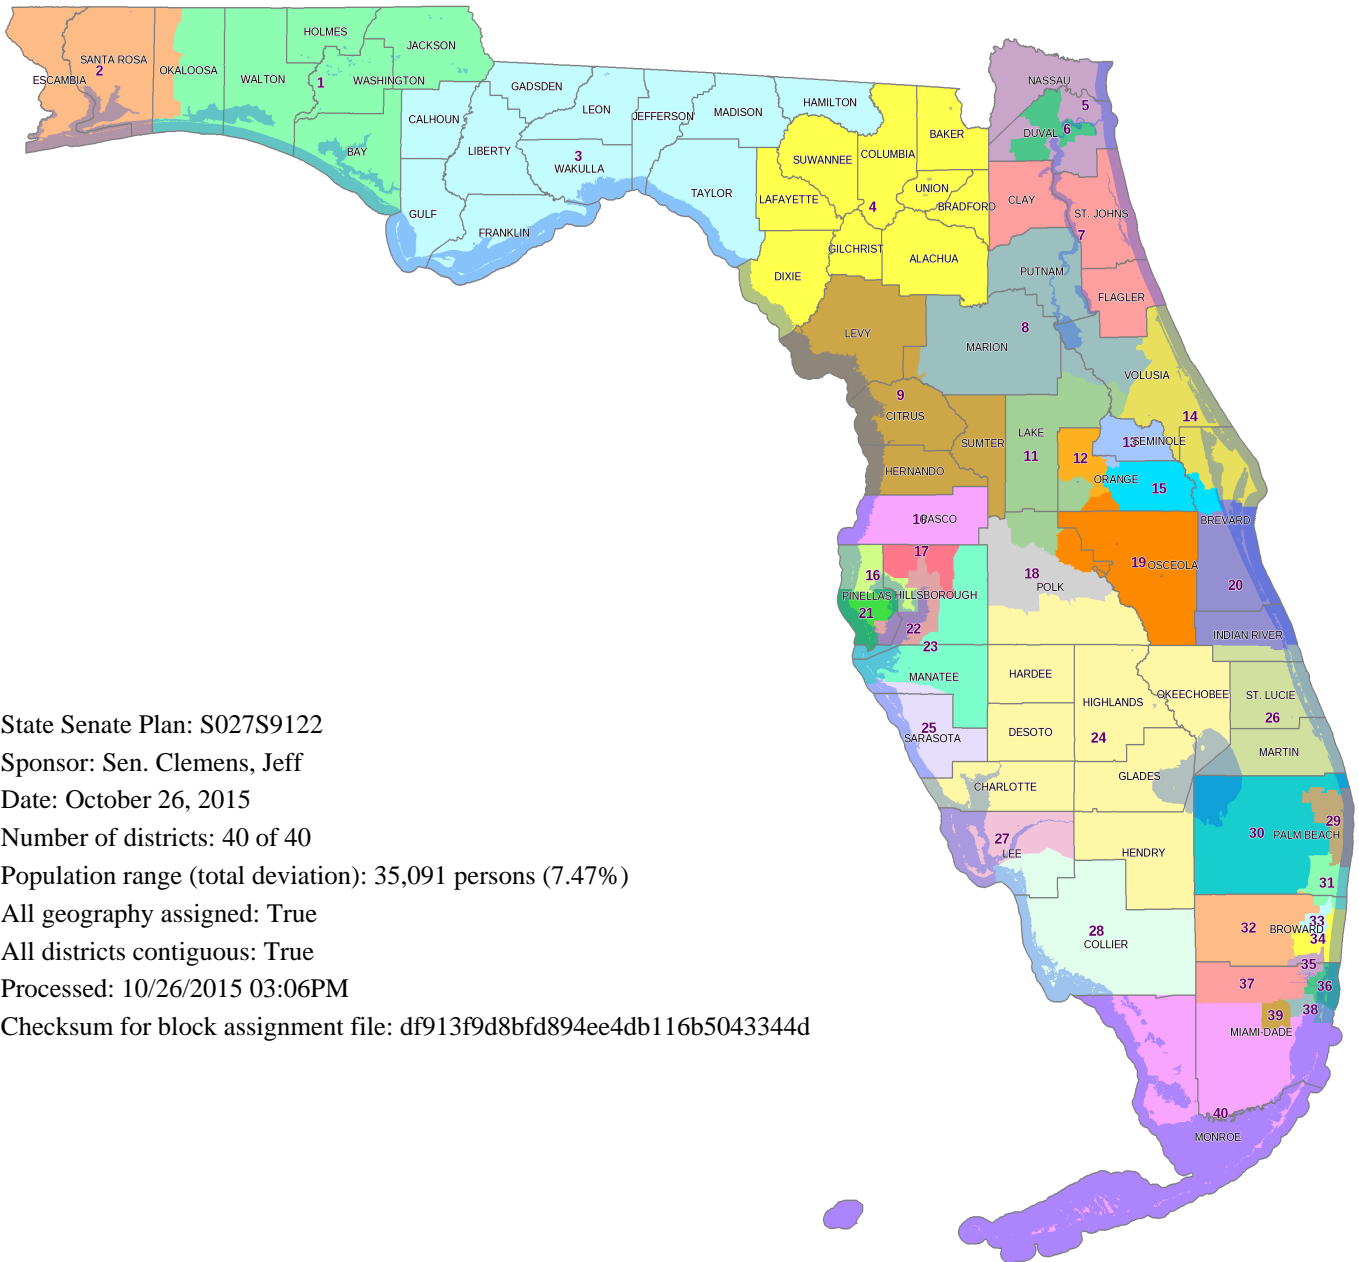 HOLMES
JACKSON
SANTA ROSA
2
ESCAMBIA
OKALOOSA
WALTON
1
WASHINGTON
BAY
GADSDEN
CALHOUN
LEON
JEFFERSON
MADISON
HAMILTON
LIBERTY
3
WAKULLA
GULF
FRANKLIN
TAYLOR
NASSAU
5
DUVAL
6
BAKER
COLUMBIA
SUWANNEE
UNION
LAFAYETTE
4
BRADFORD
CLAY
ST. JOHNS
7
GILCHRIST
ALACHUA
DIXIE
PUTNAM
FLAGLER
LEVY
8
MARION
VOLUSIA
9
CITRUS
14
SUMTER
LAKE
13
SEMINOLE
11
12
HERNANDO
ORANGE
15
PASCO
BREVARD
17
16
18
POLK
19
OSCEOLA
20
PINELLAS
HILLSBOROUGH
21
22
23
INDIAN RIVER
MANATEE
HARDEE
HIGHLANDS
OKEECHOBEE
ST. LUCIE
26
25
SARASOTA
DESOTO
24
MARTIN
CHARLOTTE
GLADES
27
LEE
HENDRY
30
PALM BEACH
29
31
28
COLLIER
32
BROWARD
33
34
35
37
36
38
39
MIAMI-DADE
40
MONROE
State Senate Plan: S027S9122
Sponsor: Sen. Clemens, Jeff
Date: October 26, 2015
Number of districts: 40 of 40
Population range (total deviation): 35,091 persons (7.47%)
All geography assigned: True
All districts contiguous: True
Processed: 10/26/2015 03:06PM
Checksum for block assignment file: df913f9d8bfd894ee4db116b5043344d